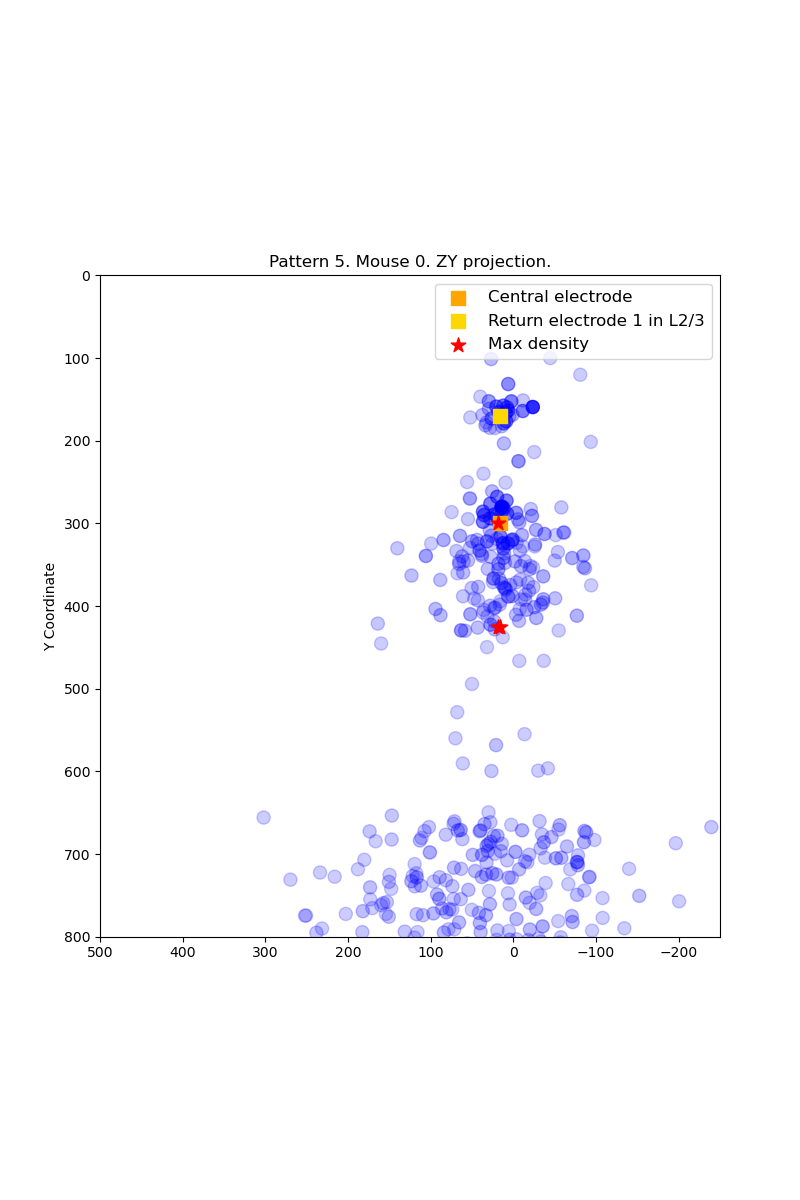 Pattern 5. Mouse 0. ZY projection.
Central electrode
Return electrode 1 in L2/3
Max density
Y Coordinate
0
100
200
300
400
500
600
700
800
500 400 300 200 100 0 −100 −200